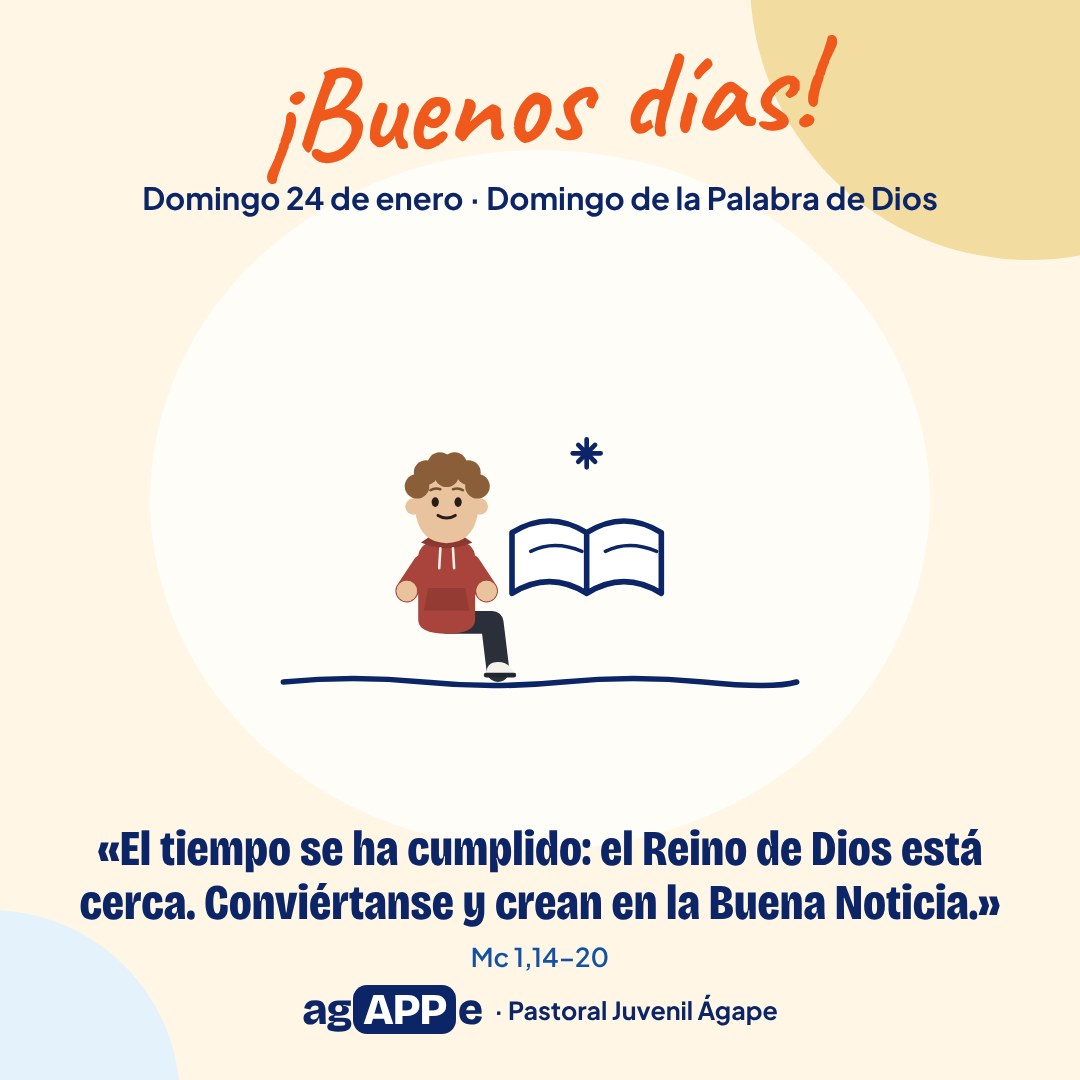 ¡Buenos días!
Domingo 24 de enero · Domingo de la Palabra de Dios
«El tiempo se ha cumplido: el Reino de Dios está
cerca. Conviértanse y crean en la Buena Noticia.»
Mc 1,14–20
agAPPe · Pastoral Juvenil Ágape